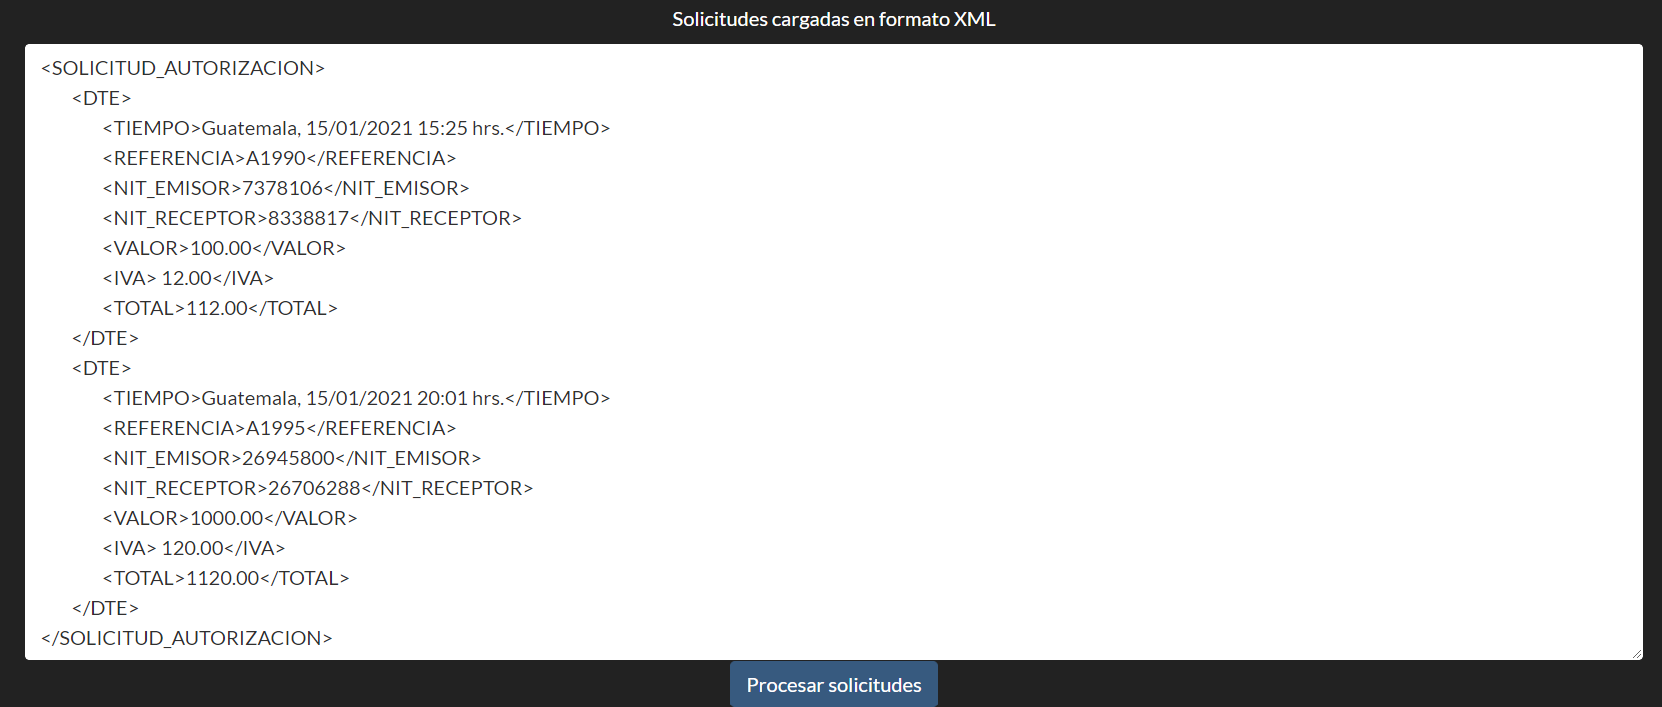 Solicitudes cargadas en formato XML
<SOLICITUD_AUTORIZACION>
<DTE>
<TIEMPO>Guatemala, 15/01/2021 15:25 hrs.</TIEMPO>
<REFERENCIA>A1990</REFERENCIA>
<NIT_EMISOR>7378106</NIT_EMISOR>
<NIT_RECEPTOR>8338817</NIT_RECEPTOR>
<VALOR>100.00</VALOR>
<IVA> 12.00</IVA>
<TOTAL>112.00</TOTAL>
</DTE>
<DTE>
<TIEMPO>Guatemala, 15/01/2021 20:01 hrs.</TIEMPO>
<REFERENCIA>A1995</REFERENCIA>
<NIT_EMISOR>26945800</NIT_EMISOR>
<NIT_RECEPTOR>26706288</NIT_RECEPTOR>
<VALOR>1000.00</VALOR>
<IVA> 120.00</IVA>
<TOTAL>1120.00</TOTAL>
</DTE>
</SOLICITUD_AUTORIZACION>
Procesar solicitudes